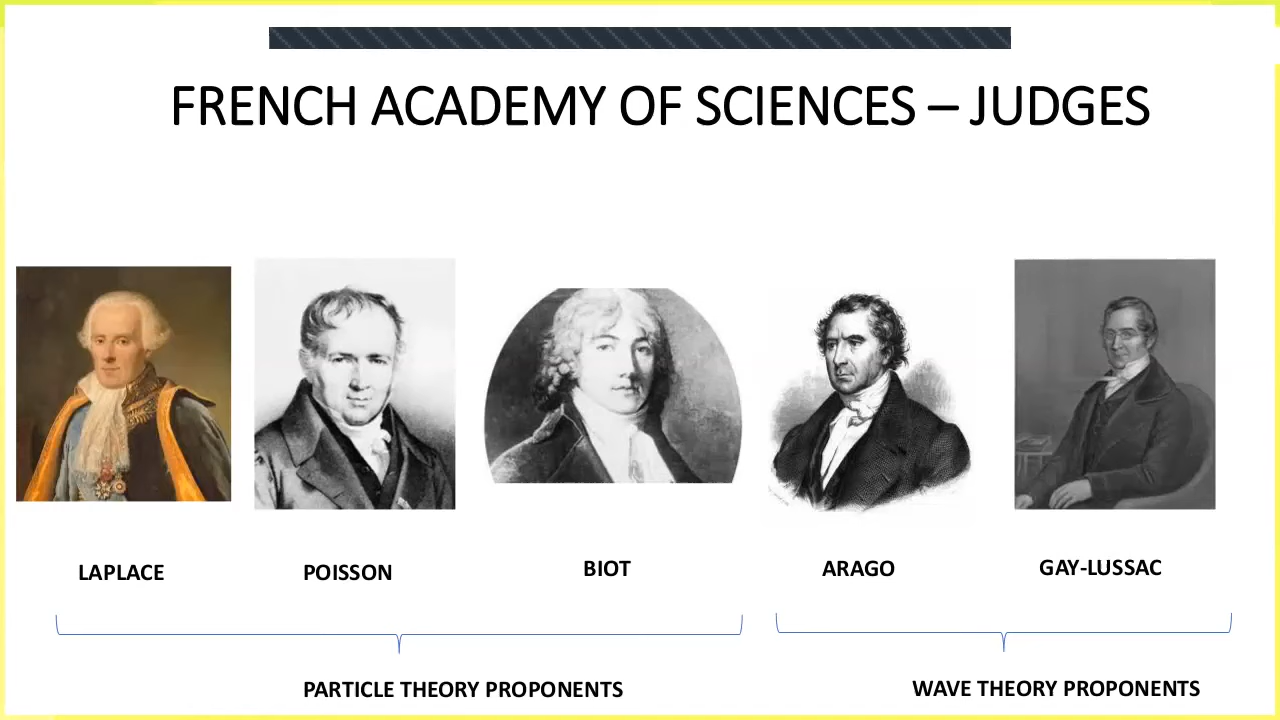 FRENCH ACADEMY OF SCIENCES – JUDGES
LAPLACE
POISSON
BIOT
ARAGO
GAY-LUSSAC
PARTICLE THEORY PROPONENTS
WAVE THEORY PROPONENTS